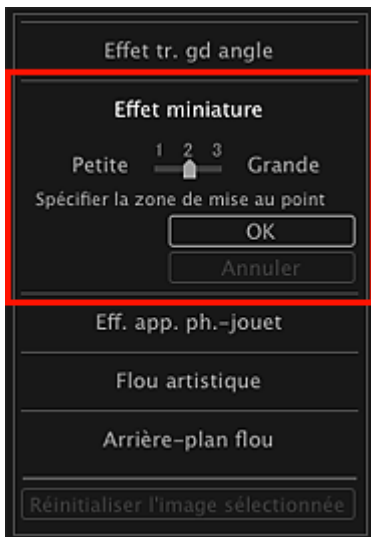 Effet tr. gd angle
Effet miniature
1 2 3
Petite Grande
Spécifier la zone de mise au point
OK
Annuler
Eff. app. ph.-jouet
Flou artistique
Arrière-plan flou
Réinitialiser l'image sélectionnée